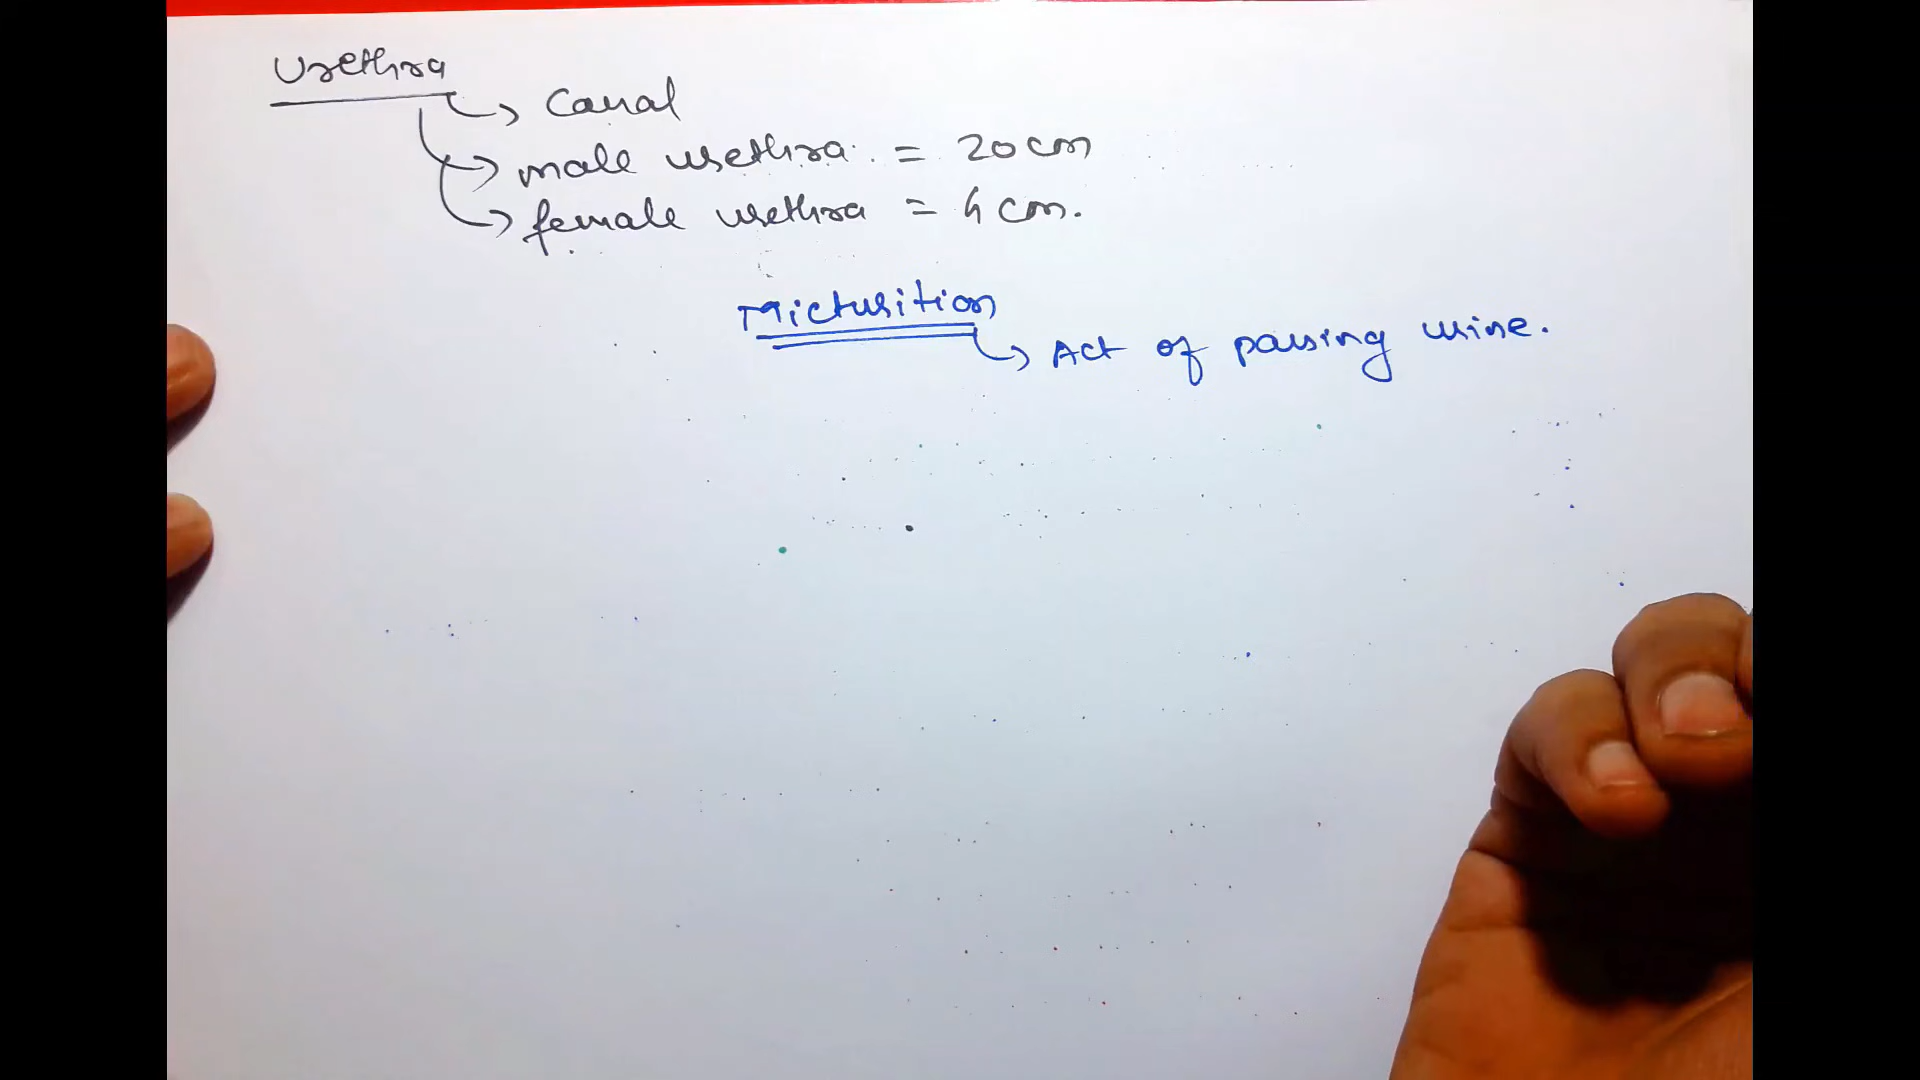 Urethra
Canal
male urethra = 20 cm
female urethra = 4 cm.
Micturition
Act of passing urine.